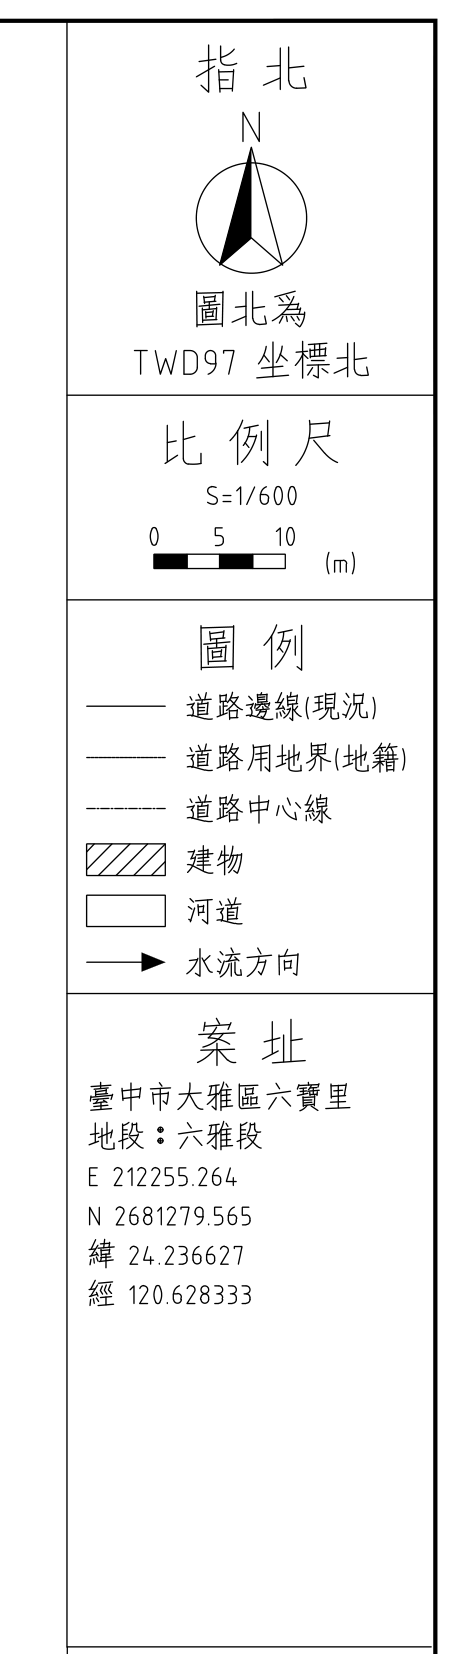 指北
N
圖北為
TWD97 坐標北
比例尺
S=1/600
0 5 10
(m)
圖例
道路邊線(現況)
道路用地界(地籍)
道路中心線
建物
河道
水流方向
案址
臺中市大雅區六寶里
地段：六雅段
E 212255.264
N 2681279.565
緯 24.236627
經 120.628333